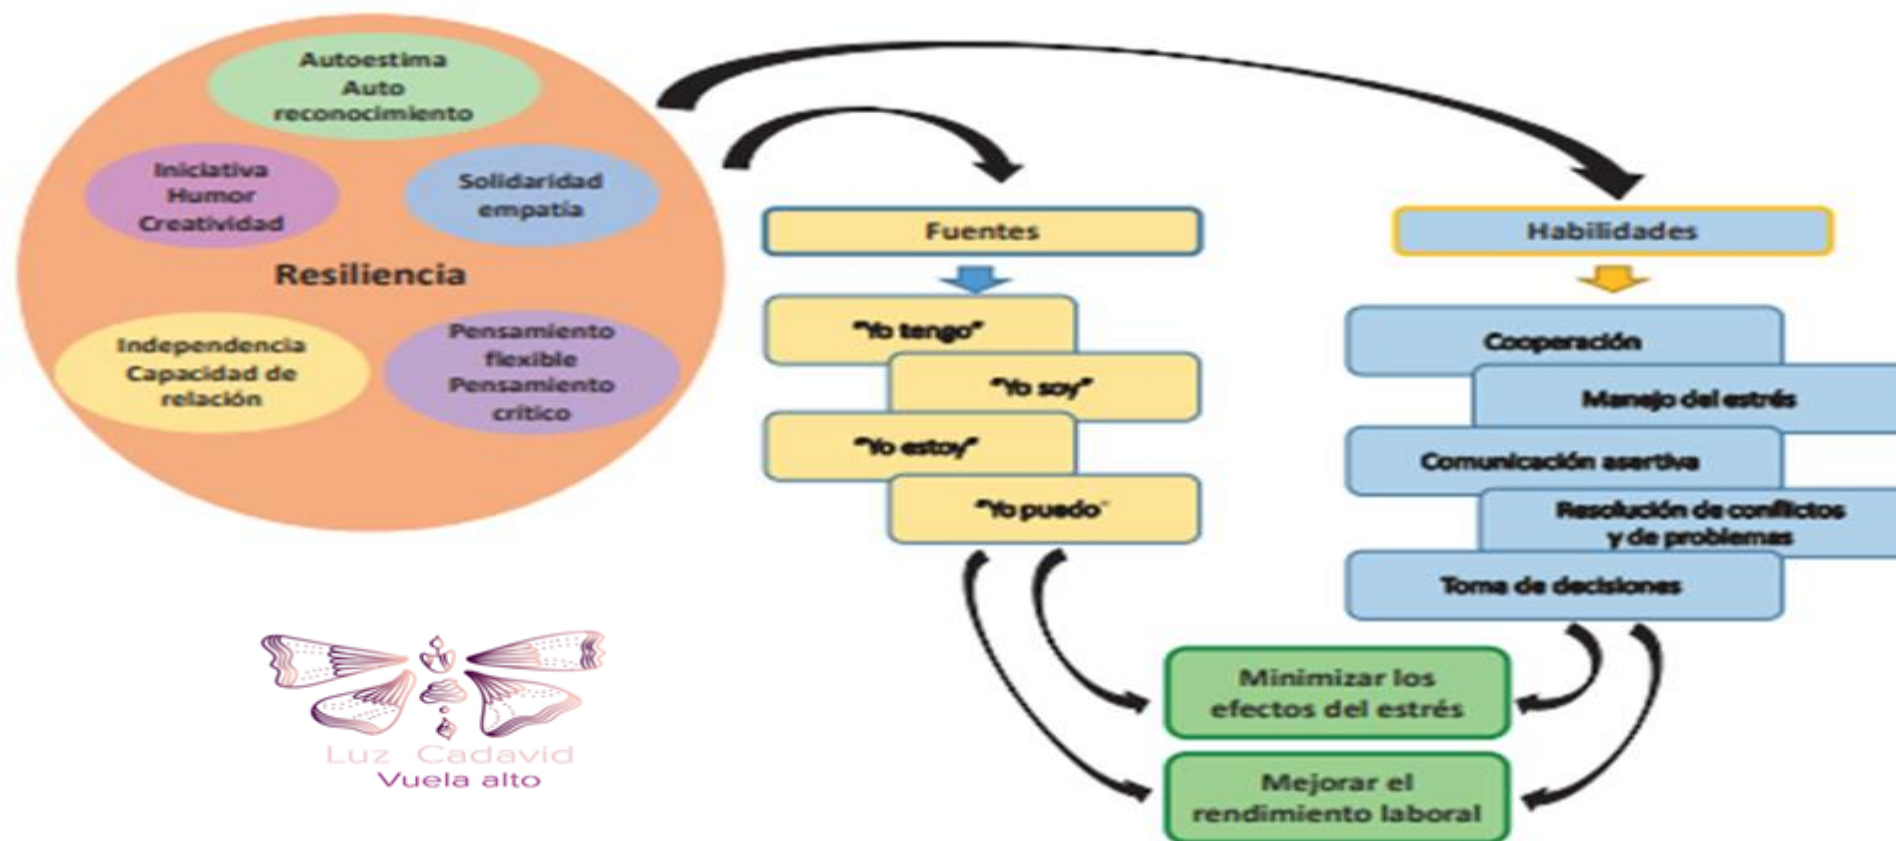 Autoestima
Auto
reconocimiento
Iniciativa
Humor
Creatividad
Solidaridad
empatía
Resiliencia
Independencia
Capacidad de
relación
Pensamiento
flexible
Pensamiento
crítico
Fuentes
"Yo tengo"
"Yo soy"
"Yo estoy"
"Yo puedo"
Habilidades
Cooperación
Manejo del estrés
Comunicación asertiva
Resolución de conflictos
y de problemas
Toma de decisiones
Minimizar los
efectos del estrés
Mejorar el
rendimiento laboral
Luz Cadavid
Vuela alto